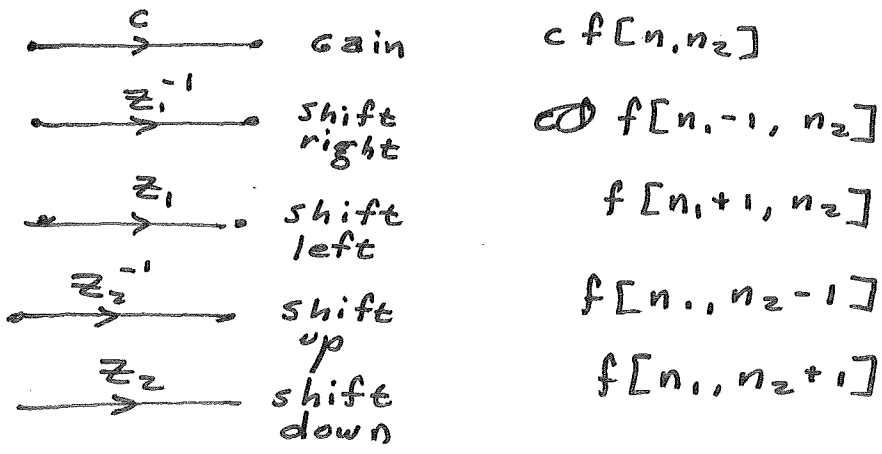 c gain c f[n₁n₂]
z₁⁻¹ shift right f[n₁-1, n₂]
z₁ shift left f[n₁+1, n₂]
z₂⁻¹ shift up f[n₁, n₂-1]
z₂ shift down f[n₁, n₂+1]